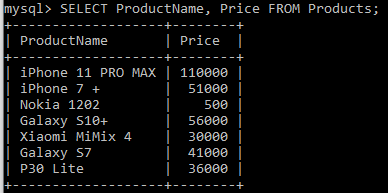 mysql> SELECT ProductName, Price FROM Products;
+-------------------+--------+
| ProductName       | Price  |
+-------------------+--------+
| iPhone 11 PRO MAX | 110000 |
| iPhone 7 +        |  51000 |
| Nokia 1202        |    500 |
| Galaxy S10+       |  56000 |
| Xiaomi MiMix 4    |  30000 |
| Galaxy S7         |  41000 |
| P30 Lite          |  36000 |
+-------------------+--------+